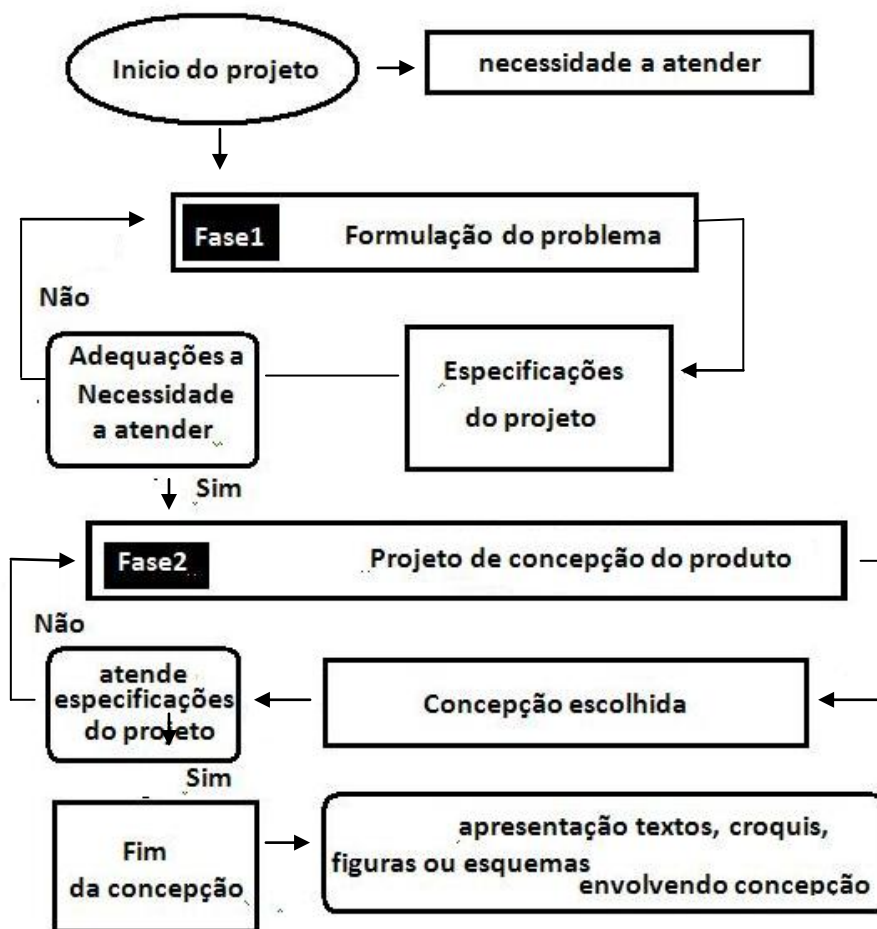 Inicio do projeto
necessidade a atender
Fase1
Formulação do problema
Não
Adequações a
Necessidade
a atender
Especificações
do projeto
Sim
Fase2
Projeto de concepção do produto
Não
atende
especificações
do projeto
Concepção escolhida
Sim
Fim
da concepção
apresentação textos, croquis,
figuras ou esquemas
envolvendo concepção